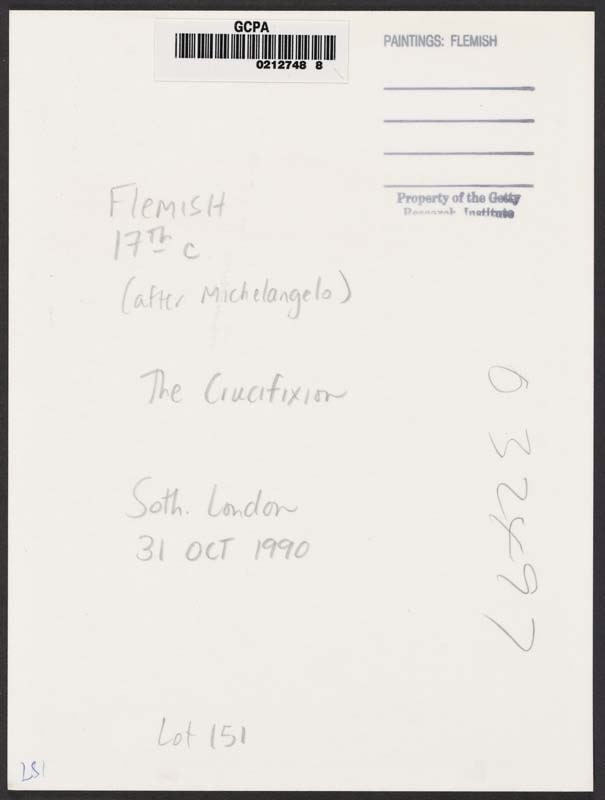 GCPA
0212748 8
PAINTINGS: FLEMISH
Property of the Getty
Research Institute
FLEMISH
17th c
(after Michelangelo)
The Crucifixion
Soth. London
31 OCT 1990
Lot 151
151
632497